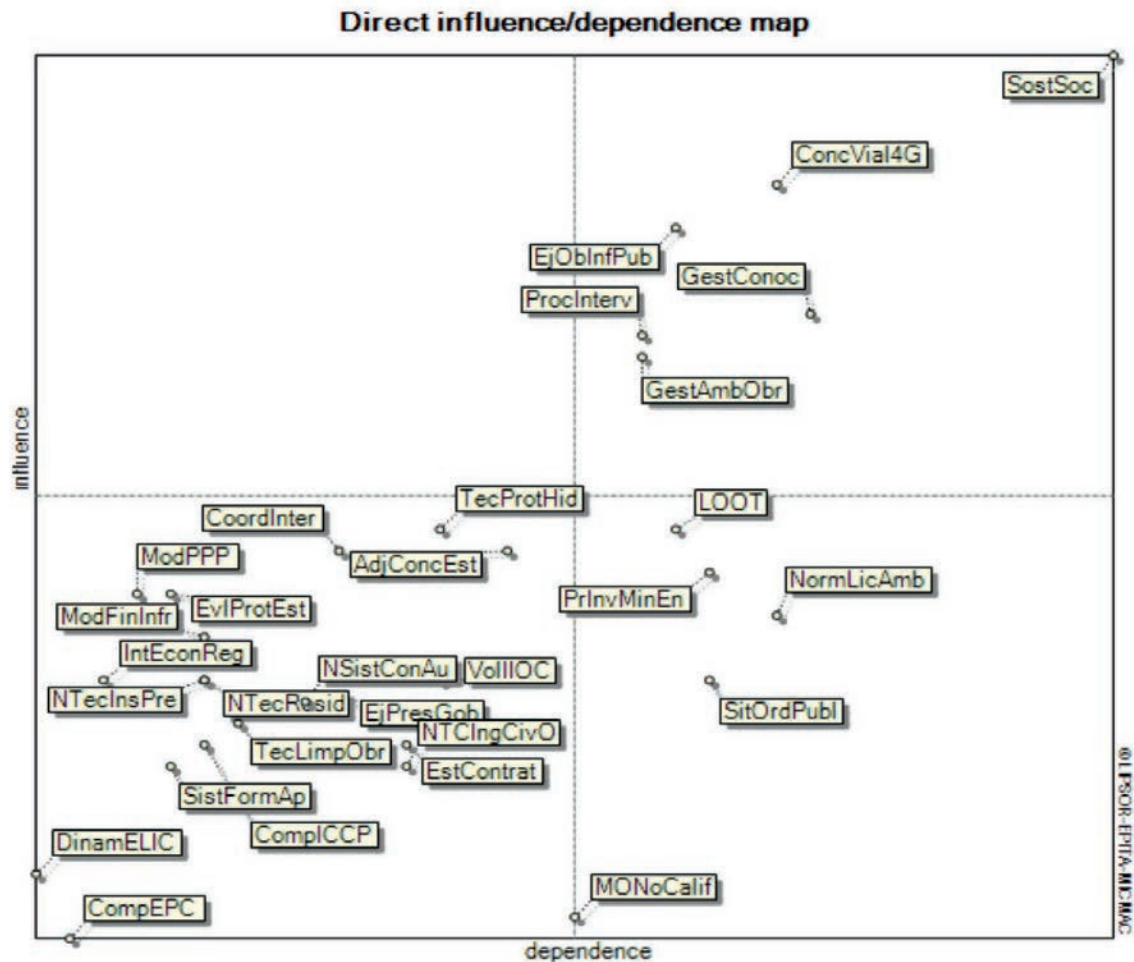 Direct influence/dependence map
SostSoc
ConcVial4G
EjObInfPub
GestConoc
ProcInterv
GestAmbObr
influence
TecProtHid
LOOT
CoordInter
AdjConcEst
ModPPP
PrInvMinEn
NormLicAmb
ModFinInfr
EvlProtEst
IntEconReg
NSistConAu
VolIIOC
NTecInsPre
NTecResid
EjPresGob
SitOrdPubl
NTCIngCivO
TecLimpObr
EstContrat
SistFormAp
CompICCP
DinamELIC
MONoCalif
CompEPC
dependence
©LIPSOR-EPITA-MICMAC